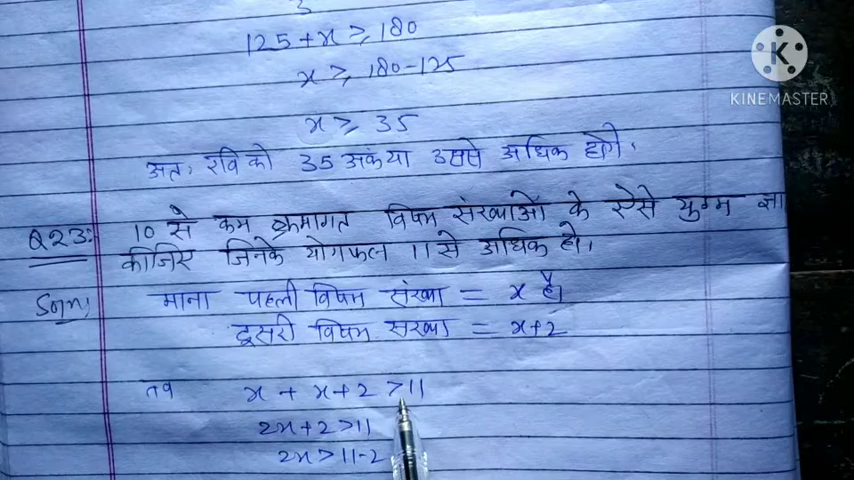 3
125 + x ≥ 180
x ≥ 180-125
x ≥ 35
अतः रवि को 35 अंक या उससे अधिक होंगे।
Q23: 10 से कम क्रमागत विषम संख्याओं के ऐसे युग्म ज्ञा
कीजिए जिनके योगफल 11 से अधिक हो।
Soln, माना पहली विषम संख्या = x है।
दूसरी विषम संख्या = x+2
तब x + x+2 > 11
2x+2 > 11
2x > 11-2
K
KINEMASTER